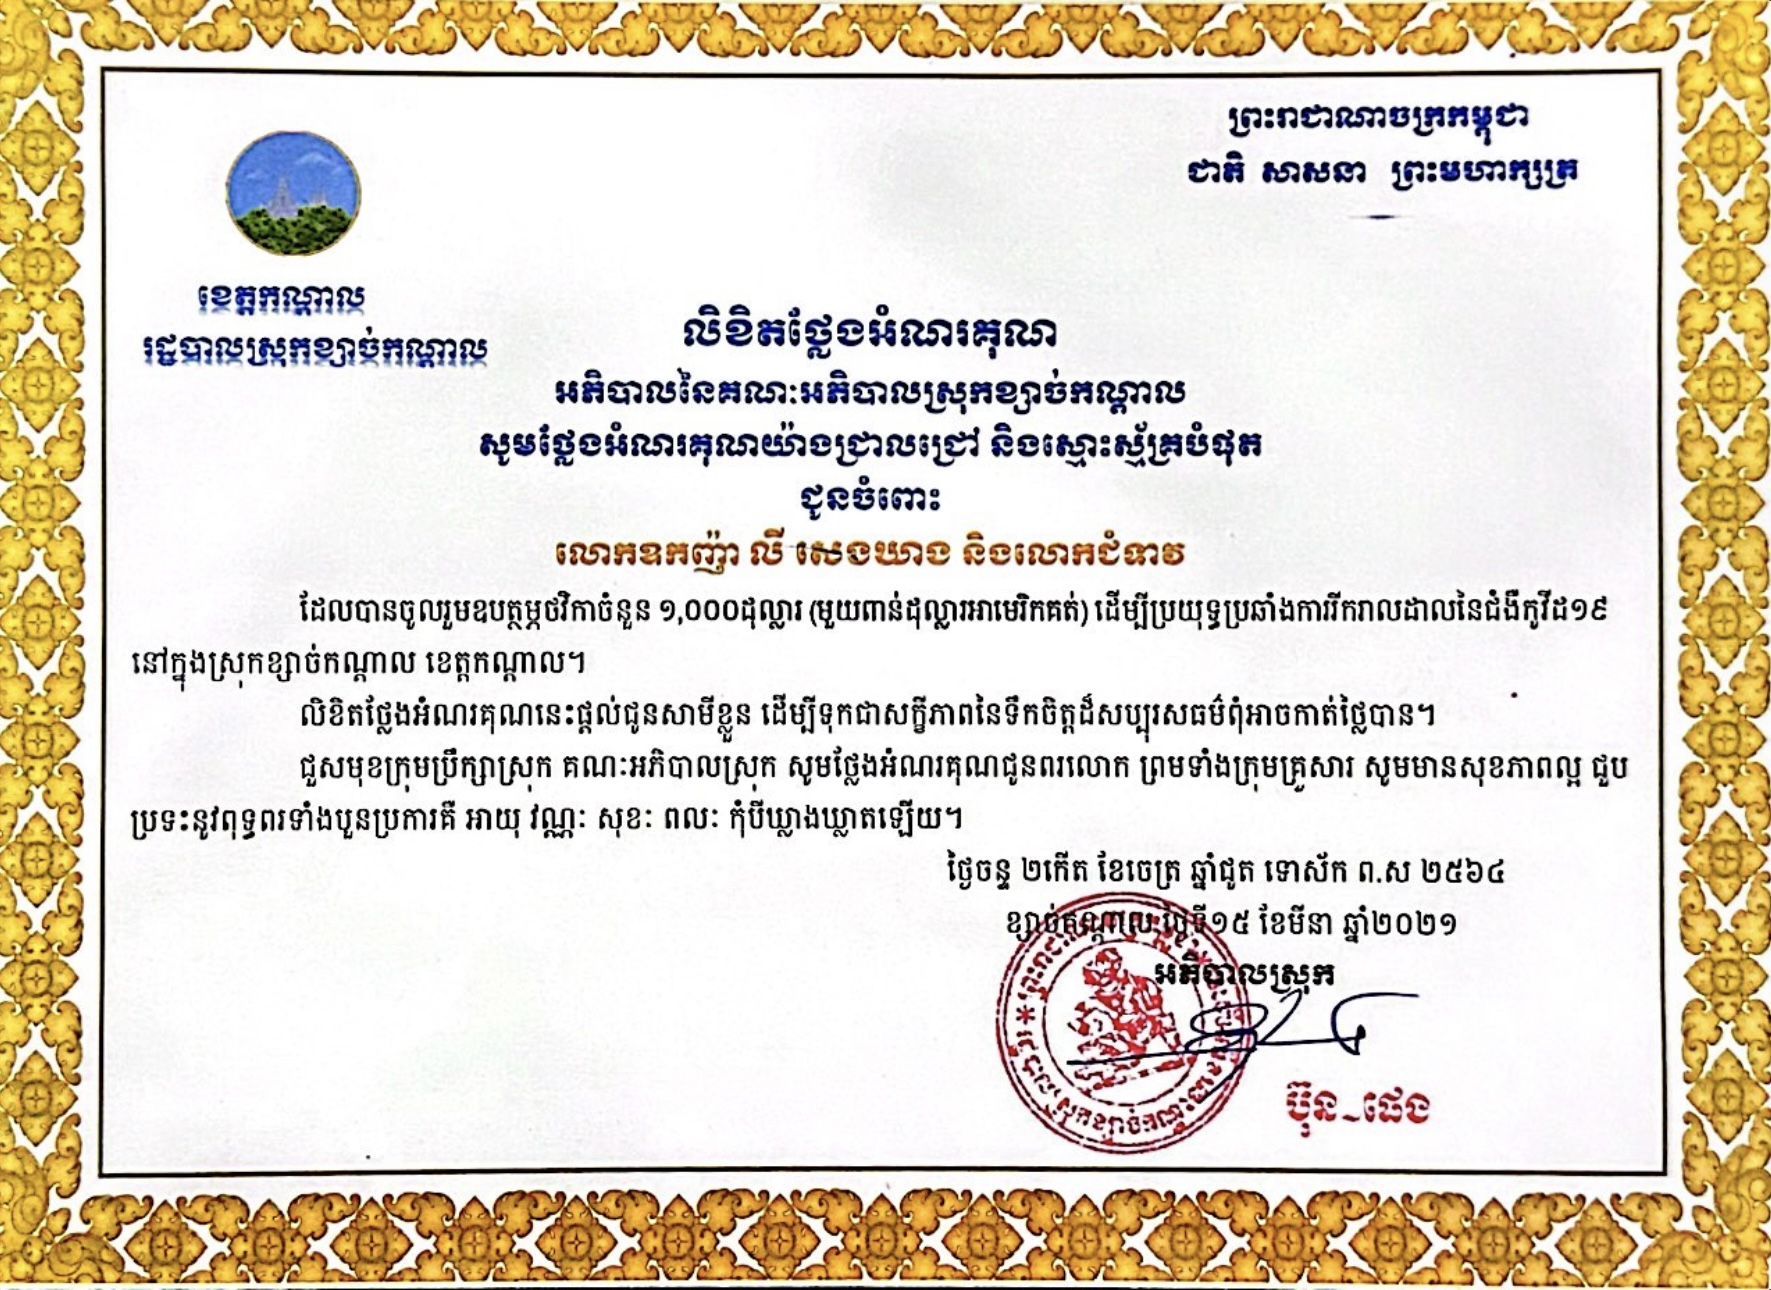 ព្រះរាជាណាចក្រកម្ពុជា
ជាតិ សាសនា ព្រះមហាក្សត្រ
ខេត្តកណ្តាល
រដ្ឋបាលស្រុកខ្សាច់កណ្តាល
លិខិតថ្លែងអំណរគុណ
អភិបាលនៃគណៈអភិបាលស្រុកខ្សាច់កណ្តាល
សូមថ្លែងអំណរគុណយ៉ាងជ្រាលជ្រៅ និងស្មោះស្ម័គ្របំផុត
ជូនចំពោះ
លោកឧកញ៉ា លី សេងឃាង និងលោកជំទាវ
ដែលបានចូលរួមឧបត្ថម្ភថវិកាចំនួន ១,០០០ដុល្លារ (មួយពាន់ដុល្លារអាមេរិកគត់) ដើម្បីប្រយុទ្ធប្រឆាំងការរីករាលដាលនៃជំងឺកូវីដ១៩
នៅក្នុងស្រុកខ្សាច់កណ្តាល ខេត្តកណ្តាល។
លិខិតថ្លែងអំណរគុណនេះផ្តល់ជូនសាមីខ្លួន ដើម្បីទុកជាសក្ខីភាពនៃទឹកចិត្តដ៏សប្បុរសធម៌ពុំអាចកាត់ថ្លៃបាន។
ជួសមុខក្រុមប្រឹក្សាស្រុក គណៈអភិបាលស្រុក សូមថ្លែងអំណរគុណជូនពរលោក ព្រមទាំងក្រុមគ្រួសារ សូមមានសុខភាពល្អ ជួប
ប្រទះនូវពុទ្ធពរទាំងបួនប្រការគឺ អាយុ វណ្ណៈ សុខៈ ពលៈ កុំបីឃ្លាងឃ្លាតឡើយ។
ថ្ងៃចន្ទ ២កើត ខែចេត្រ ឆ្នាំជូត ទោស័ក ព.ស ២៥៦៤
ខ្សាច់កណ្តាល ថ្ងៃទី១៥ ខែមីនា ឆ្នាំ២០២១
អភិបាលស្រុក
រដ្ឋបាលស្រុកខ្សាច់កណ្តាល
ប៊ុន ផេង